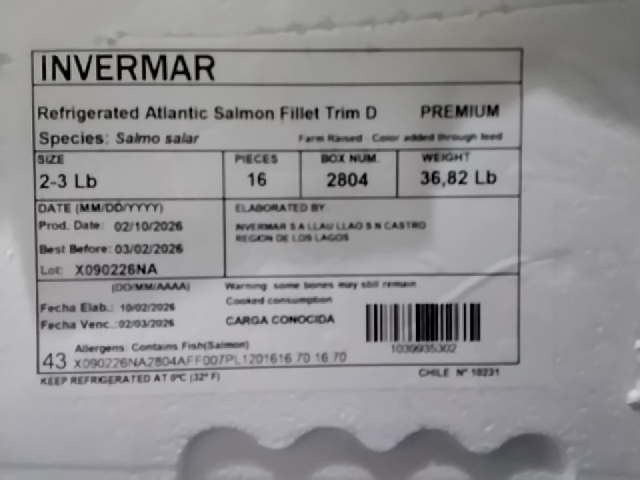 INVERMAR
Refrigerated Atlantic Salmon Fillet Trim D PREMIUM
Species: Salmo salar Farm Raised Color added through feed
SIZE PIECES BOX NUM. WEIGHT
2-3 Lb 16 2804 36,82 Lb
DATE (MM/DD/YYYY) ELABORATED BY
Prod. Date: 02/10/2026 INVERMAR S A LLAU LLAO S N CASTRO
REGION DE LOS LAGOS
Best Before: 03/02/2026
Lot: X090226NA
(DD/MM/AAAA) Warning: some bones may still remain
Cooked consumption
Fecha Elab.: 10/02/2026
Fecha Venc.:02/03/2026 CARGA CONOCIDA
1039935302
Allergens: Contains Fish(Salmon)
43 X090226NA2804AFF007PL1201616 70 16 70
KEEP REFRIGERATED AT 0ºC (32º F) CHILE Nº 10231